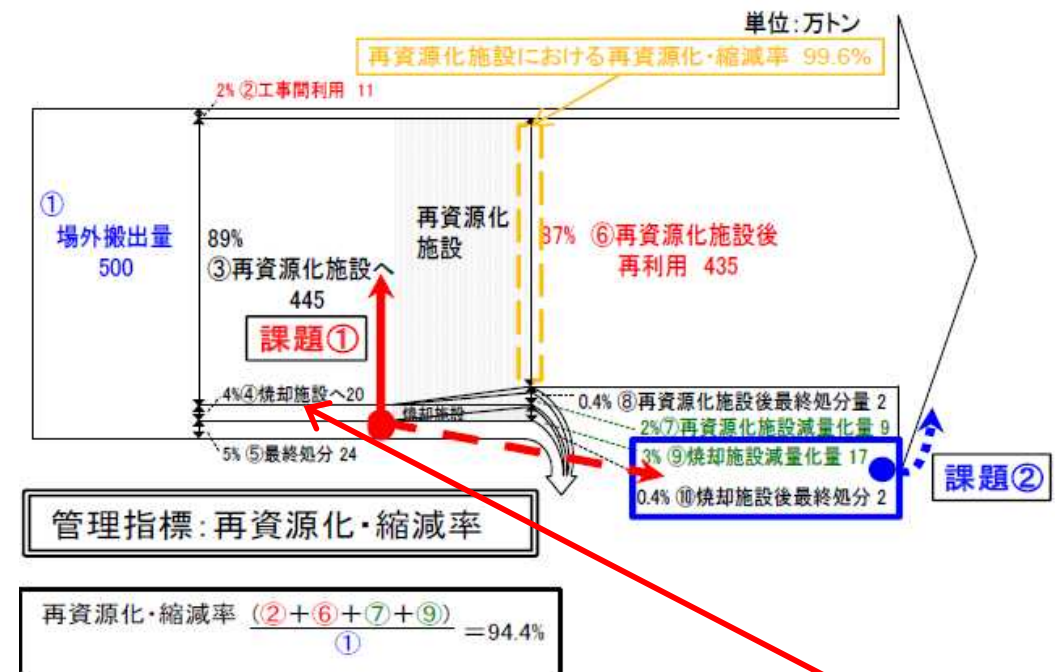 単位:万トン
再資源化施設における再資源化・縮減率 99.6%
2% ②工事間利用 11
①
場外搬出量
500
89%
③再資源化施設へ
445
再資源化
施設
37% ⑥再資源化施設後
再利用 435
課題①
4%④焼却施設へ20
焼却施設
5% ⑤最終処分 24
0.4% ⑧再資源化施設後最終処分量 2
2%⑦再資源化施設減量化量 9
3% ⑨焼却施設減量化量 17
0.4% ⑩焼却施設後最終処分 2
課題②
管理指標:再資源化・縮減率
再資源化・縮減率 (②+⑥+⑦+⑨)
①
=94.4%